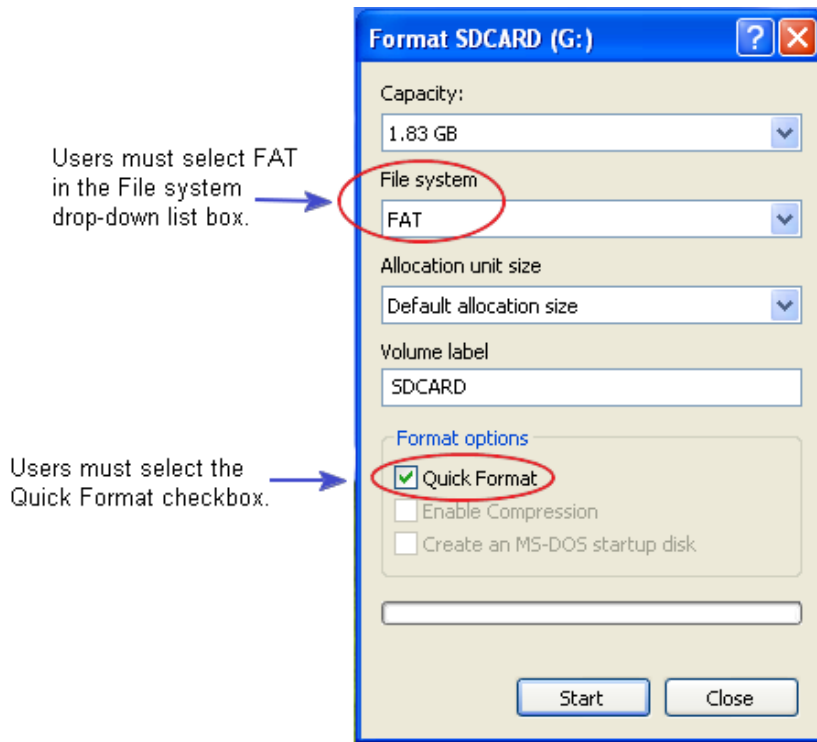 Format SDCARD (G:)
Capacity:
1.83 GB
Users must select FAT
in the File system
drop-down list box.
File system
FAT
Allocation unit size
Default allocation size
Volume label
SDCARD
Format options
Users must select the
Quick Format checkbox.
Quick Format
Enable Compression
Create an MS-DOS startup disk
Start
Close